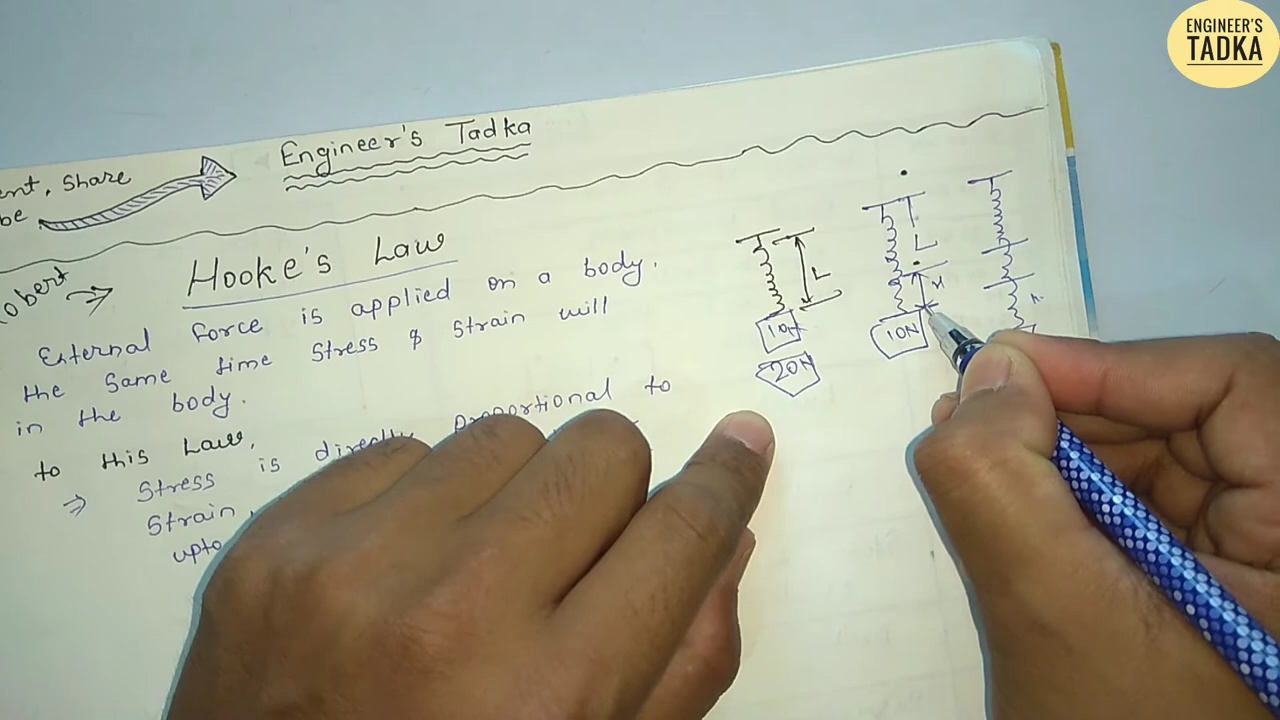 ENGINEER'S
TADKA
Engineer's Tadka
ent, Share
be
obert
Hooke's Law
External force is applied on a body.
the same time Stress & Strain will
in the body.
to this Law,
⇒ Stress is directly proportional to
Strain,
upto
L
10N
20N
L
x
10N